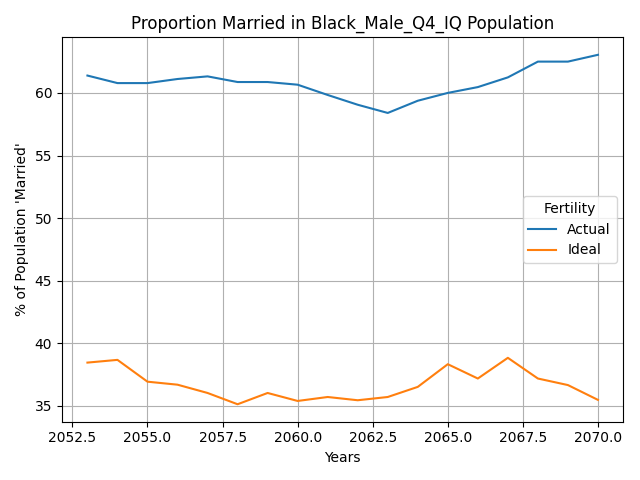 Proportion Married in Black_Male_Q4_IQ Population
% of Population 'Married'
60
55
50
45
40
35
Fertility
Actual
Ideal
2052.5 2055.0 2057.5 2060.0 2062.5 2065.0 2067.5 2070.0
Years